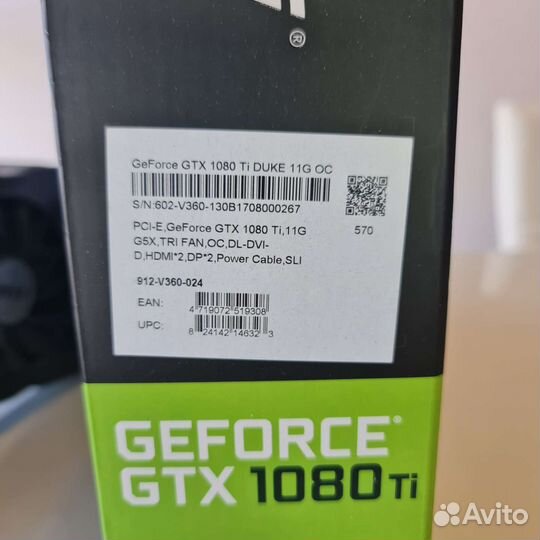 ®
GeForce GTX 1080 Ti DUKE 11G OC
S/N:602-V360-130B1708000267
PCI-E,GeForce GTX 1080 Ti,11G 570
G5X,TRI FAN,OC,DL-DVI-
D,HDMI*2,DP*2,Power Cable,SLI
912-V360-024
EAN:
4 719072 519308
UPC:
8 24142 14632 3
GEFORCE®
GTX 1080 Ti
Avito